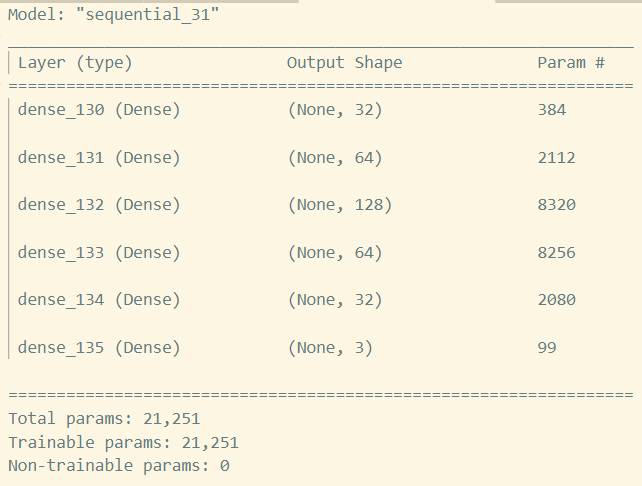 Model: "sequential_31"
Layer (type) Output Shape Param #
dense_130 (Dense) (None, 32) 384
dense_131 (Dense) (None, 64) 2112
dense_132 (Dense) (None, 128) 8320
dense_133 (Dense) (None, 64) 8256
dense_134 (Dense) (None, 32) 2080
dense_135 (Dense) (None, 3) 99
Total params: 21,251
Trainable params: 21,251
Non-trainable params: 0